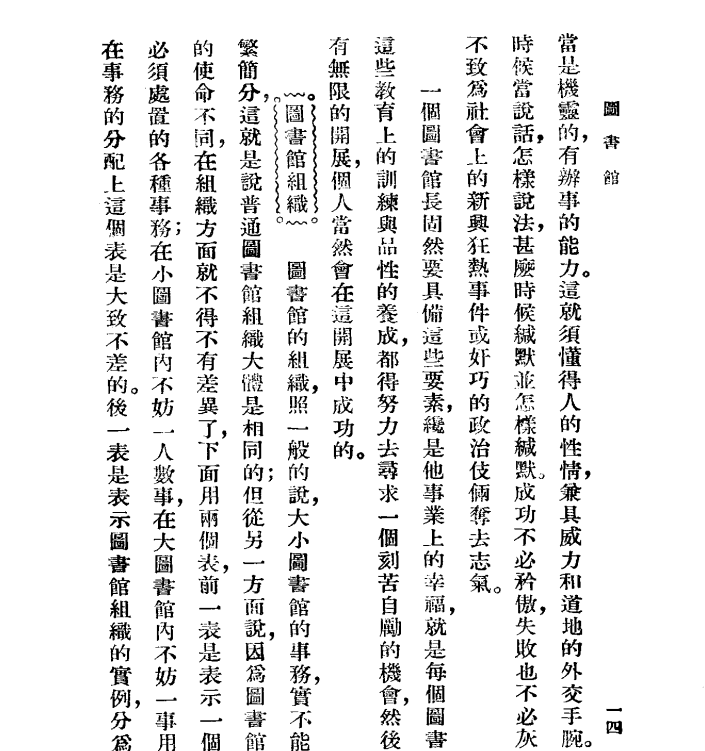 圖書館
一四
當是機靈的，有辦事的能力。這就須懂得人的性情，兼具威力和道地的外交手腕。
時候當說話，怎樣說法，甚麼時候緘默並怎樣緘默。成功不必矜傲，失敗也不必灰
不致爲社會上的新興狂熱事件或奸巧的政治伎倆奪去志氣。
一個圖書館長固然要具備這些要素，纔是他事業上的幸福，就是每個圖書
這些教育上的訓練與品性的養成，都得努力去尋求一個刻苦自勵的機會，然後
有無限的開展，個人當然會在這開展中成功的。
圖書館組織。　圖書館的組織，照一般的說，大小圖書館的事務，實不能
繁簡分，這就是說普通圖書館組織大體是相同的；但從另一方面說，因爲圖書館
的使命不同，在組織方面就不得不有差異了，下面用兩個表，前一表是表示一個
必須處置的各種事務；在小圖書館內不妨一人數事，在大圖書館內不妨一事用
在事務的分配上這個表是大致不差的。後一表是表示圖書館組織的實例，分爲